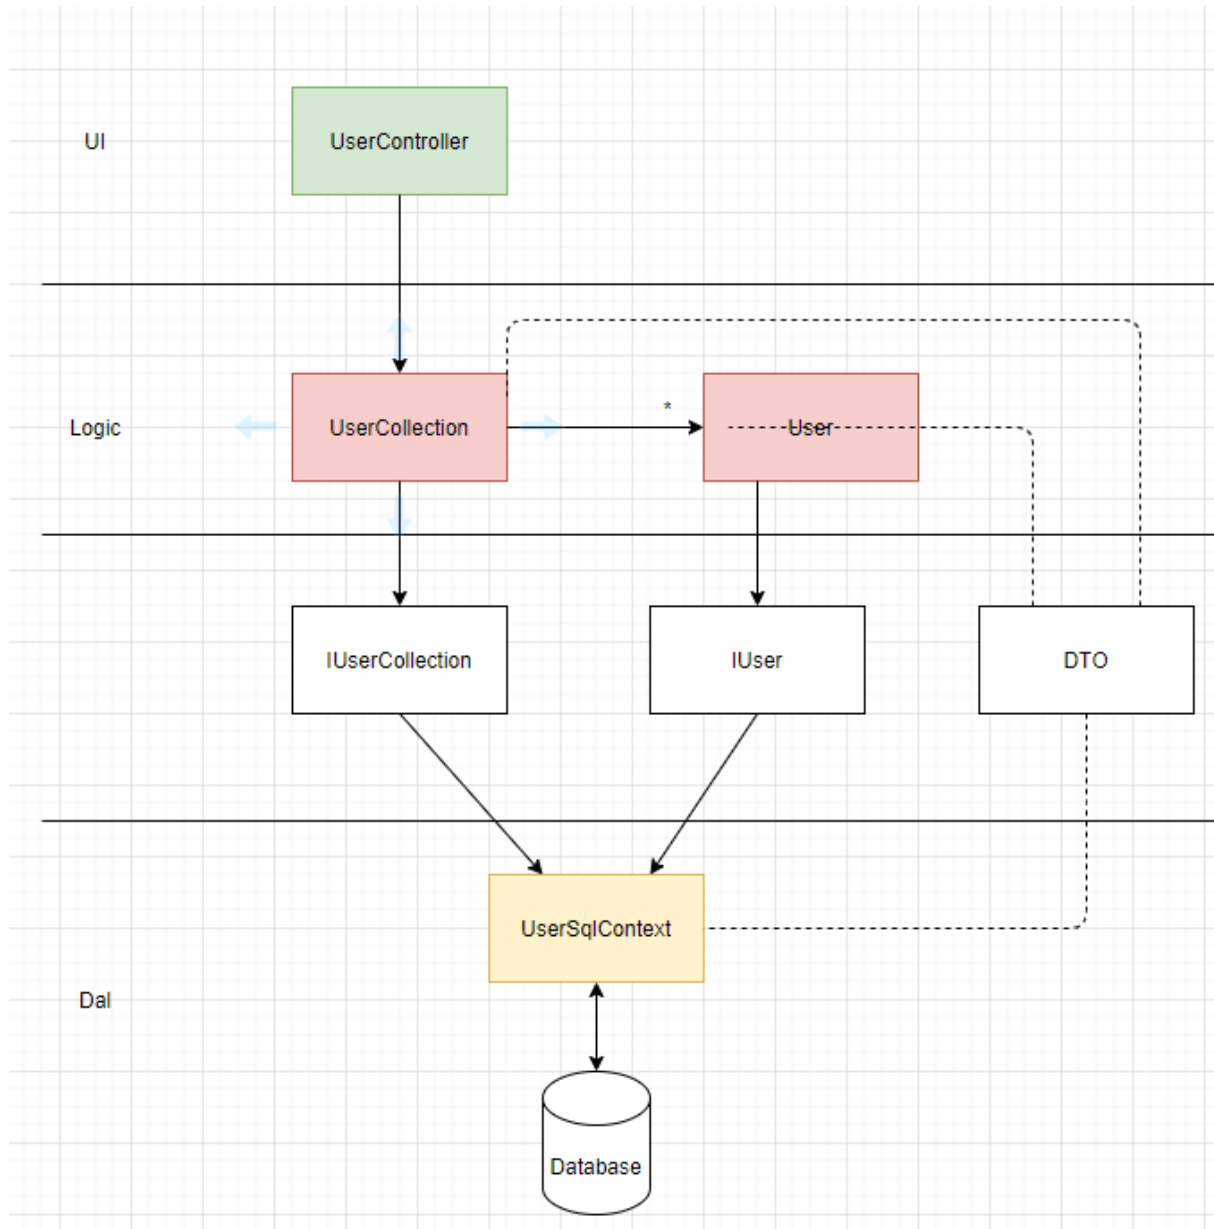 UI
UserController
Logic
UserCollection
*
User
IUserCollection
IUser
DTO
UserSqlContext
Dal
Database